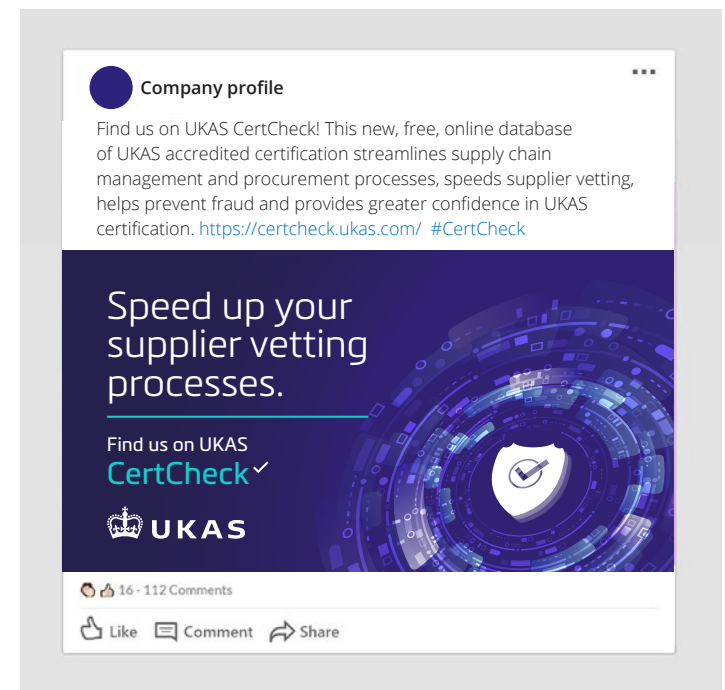 Company profile
Find us on UKAS CertCheck! This new, free, online database
of UKAS accredited certification streamlines supply chain
management and procurement processes, speeds supplier vetting,
helps prevent fraud and provides greater confidence in UKAS
certification. https://certcheck.ukas.com/ #CertCheck
Speed up your
supplier vetting
processes.
Find us on UKAS
CertCheck
UKAS
16 - 112 Comments
Like Comment Share